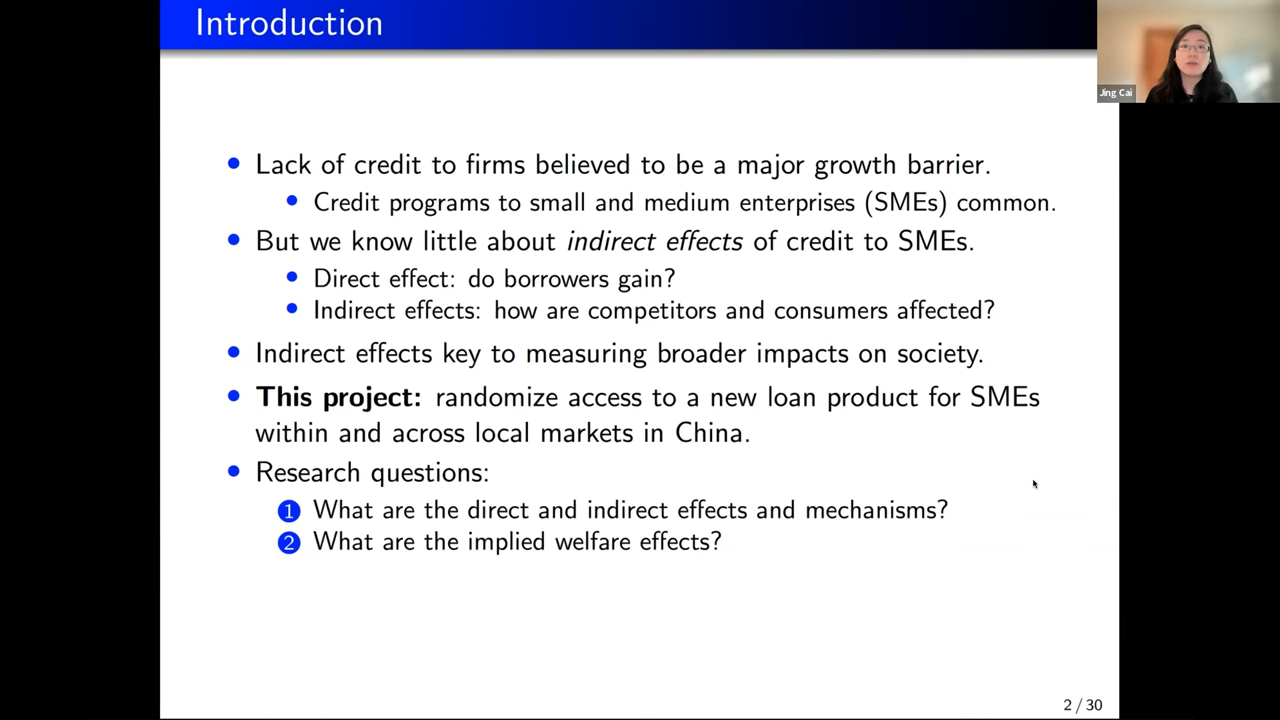 Introduction
Jing Cai
• Lack of credit to firms believed to be a major growth barrier.
• Credit programs to small and medium enterprises (SMEs) common.
• But we know little about indirect effects of credit to SMEs.
• Direct effect: do borrowers gain?
• Indirect effects: how are competitors and consumers affected?
• Indirect effects key to measuring broader impacts on society.
• This project: randomize access to a new loan product for SMEs
within and across local markets in China.
• Research questions:
1 What are the direct and indirect effects and mechanisms?
2 What are the implied welfare effects?
2 / 30